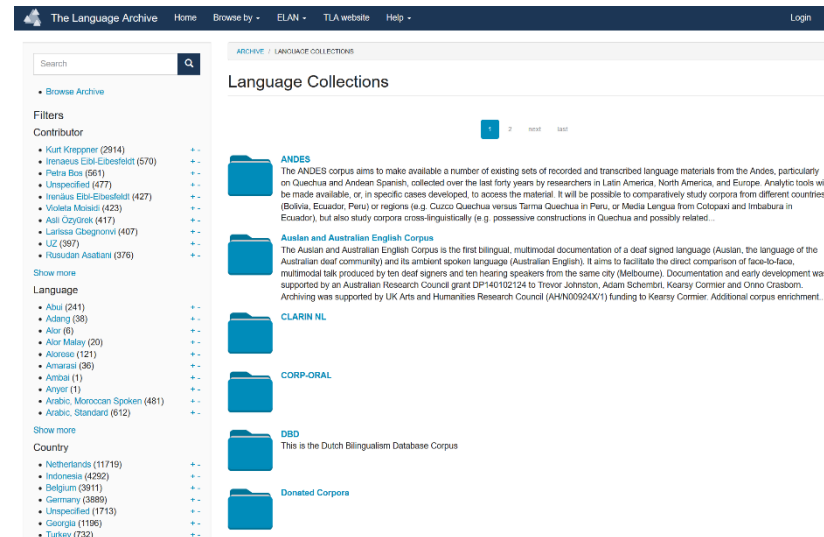 The Language Archive Home Browse by ELAN TLA website Help Login
Search
• Browse Archive
Filters
Contributor
• Kurt Kreppner (2914) + -
• Irenaeus Eibl-Eibesfeldt (570) + -
• Petra Bos (561) + -
• Unspecified (477) + -
• Irenäus Eibl-Eibesfeldt (427) + -
• Violeta Moisidi (423) + -
• Asli Özyürek (417) + -
• Larissa Gbegnonvi (407) + -
• UZ (397) + -
• Rusudan Asatiani (376) + -
Show more
Language
• Abui (241) + -
• Adang (38) + -
• Alor (6) + -
• Alor Malay (20) + -
• Alorese (121) + -
• Amarasi (36) + -
• Ambai (1) + -
• Anyer (1) + -
• Arabic, Moroccan Spoken (481) + -
• Arabic, Standard (612) + -
Show more
Country
• Netherlands (11719) + -
• Indonesia (4292) + -
• Belgium (3911) + -
• Germany (3889) + -
• Unspecified (1713) + -
• Georgia (1196) + -
• Turkey (732) + -
ARCHIVE / LANGUAGE COLLECTIONS
Language Collections
1 2 next last
ANDES
The ANDES corpus aims to make available a number of existing sets of recorded and transcribed language materials from the Andes, particularly
on Quechua and Andean Spanish, collected over the last forty years by researchers in Latin America, North America, and Europe. Analytic tools wi
be made available, or, in specific cases developed, to access the material. It will be possible to comparatively study corpora from different countries
(Bolivia, Ecuador, Peru) or regions (e.g. Cuzco Quechua versus Tarma Quechua in Peru, or Media Lengua from Cotopaxi and Imbabura in
Ecuador), but also study corpora cross-linguistically (e.g. possessive constructions in Quechua and possibly related...
Auslan and Australian English Corpus
The Auslan and Australian English Corpus is the first bilingual, multimodal documentation of a deaf signed language (Auslan, the language of the
Australian deaf community) and its ambient spoken language (Australian English). It aims to facilitate the direct comparison of face-to-face,
multimodal talk produced by ten deaf signers and ten hearing speakers from the same city (Melbourne). Documentation and early development was
supported by an Australian Research Council grant DP140102124 to Trevor Johnston, Adam Schembri, Kearsy Cormier and Onno Crasborn.
Archiving was supported by UK Arts and Humanities Research Council (AH/N00924X/1) funding to Kearsy Cormier. Additional corpus enrichment...
CLARIN NL
CORP-ORAL
DBD
This is the Dutch Bilingualism Database Corpus
Donated Corpora